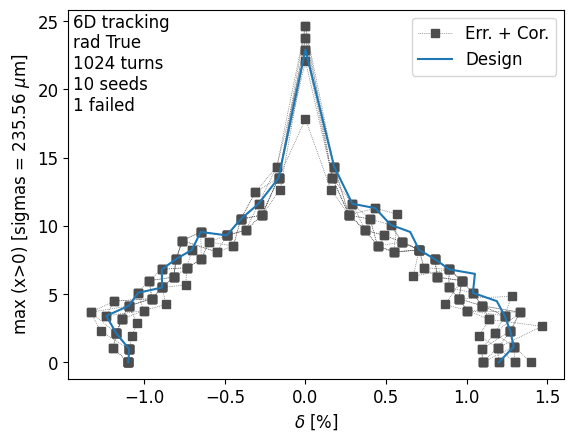 6D tracking
rad True
1024 turns
10 seeds
1 failed
Err. + Cor.
Design
max (x>0) [sigmas = 235.56 μm]
25
20
15
10
5
0
−1.0
−0.5
0.0
0.5
1.0
1.5
δ [%]